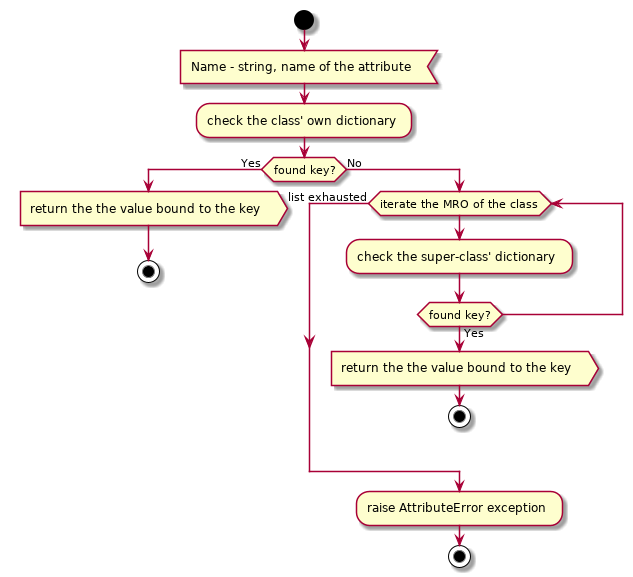 Name - string, name of the attribute
check the class' own dictionary
Yes
found key?
No
return the the value bound to the key
list exhausted
iterate the MRO of the class
check the super-class' dictionary
found key?
Yes
return the the value bound to the key
raise AttributeError exception